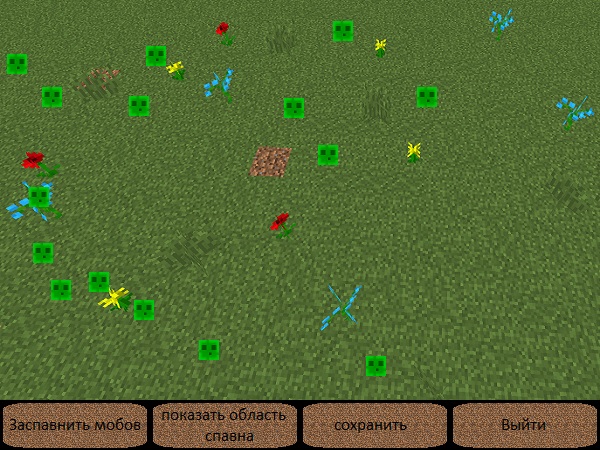 Заспавнить мобов
показать область
спавна
сохранить
Выйти